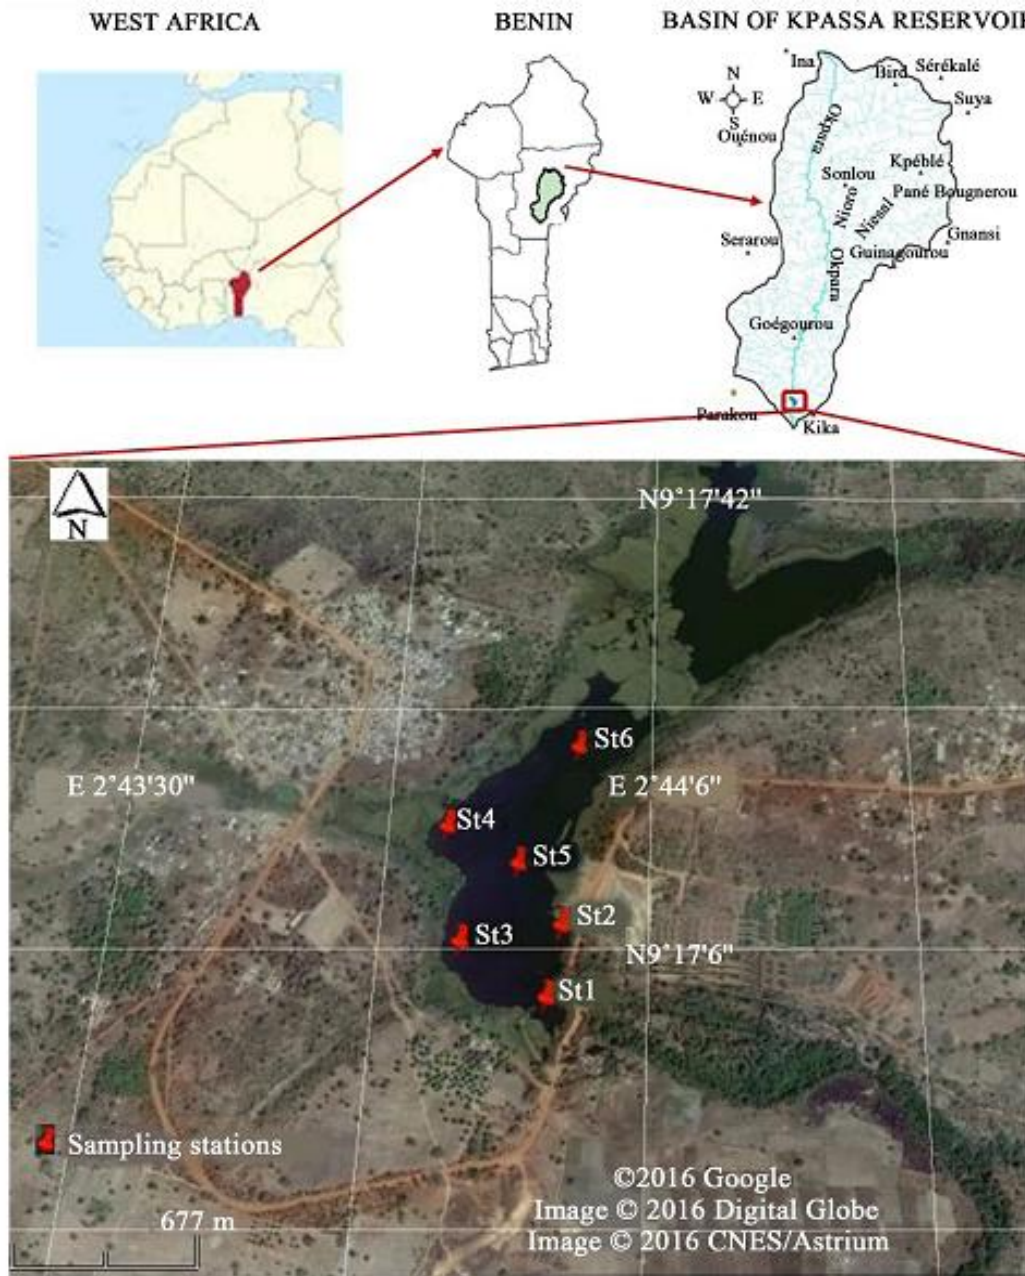 WEST AFRICA
BENIN
BASIN OF KPASSA RESERVOIR
Ina
Bird
Sérékalé
N
W E
S
Suya
Ouénou
Okpara
Kpéblé
Sonlou
Pané Bougnerou
Nioro
Niessi
Gnansi
Serarou
Guinagourou
Okpara
Goégourou
Parakou
Kika
N
N9°17'42"
St6
E 2°43'30"
E 2°44'6"
St4
St5
St2
St3
N9°17'6"
St1
Sampling stations
©2016 Google
677 m
Image © 2016 Digital Globe
Image © 2016 CNES/Astrium